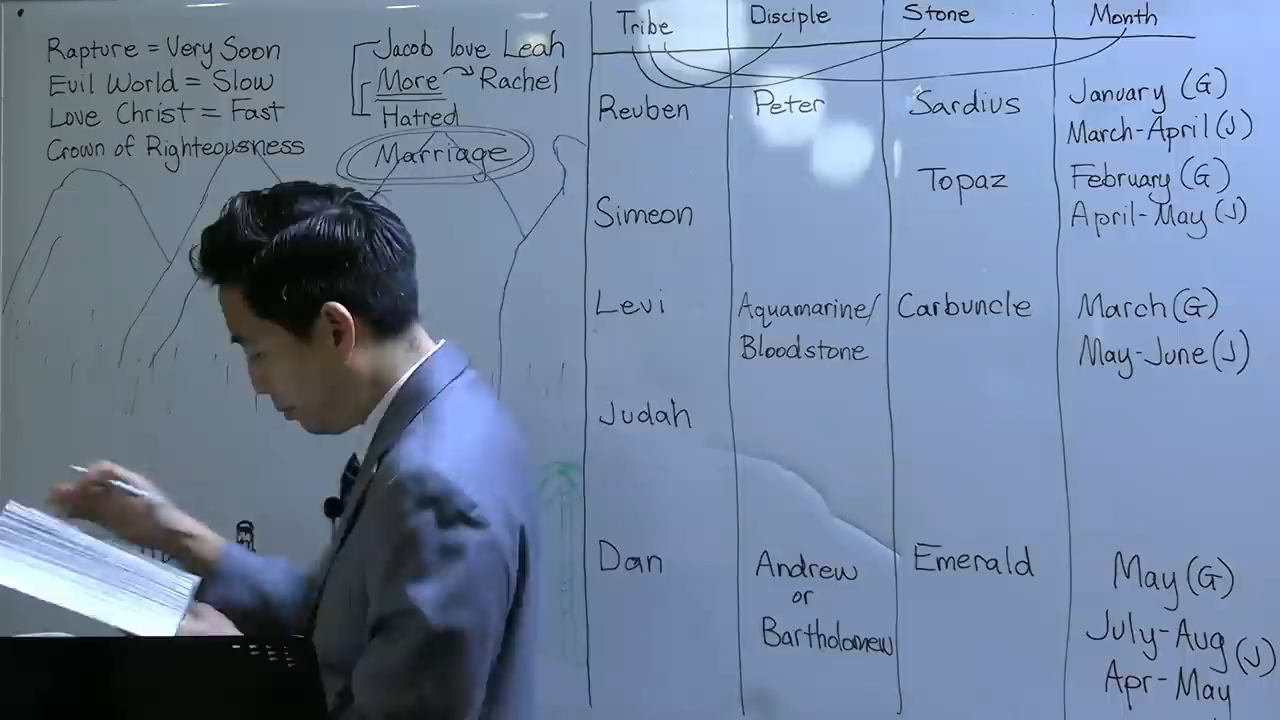 Rapture = Very Soon
Evil World = Slow
Love Christ = Fast
Crown of Righteousness
Jacob love Leah
More Rachel
Hatred
Marriage
Tribe Disciple Stone Month
Reuben Peter Sardius January (G)
March-April (J)
Simeon Topaz February (G)
April-May (J)
Levi Aquamarine/ Carbuncle March (G)
Bloodstone May-June (J)
Judah
Dan Andrew Emerald May (G)
or
Bartholomew July-Aug (J)
Apr-May